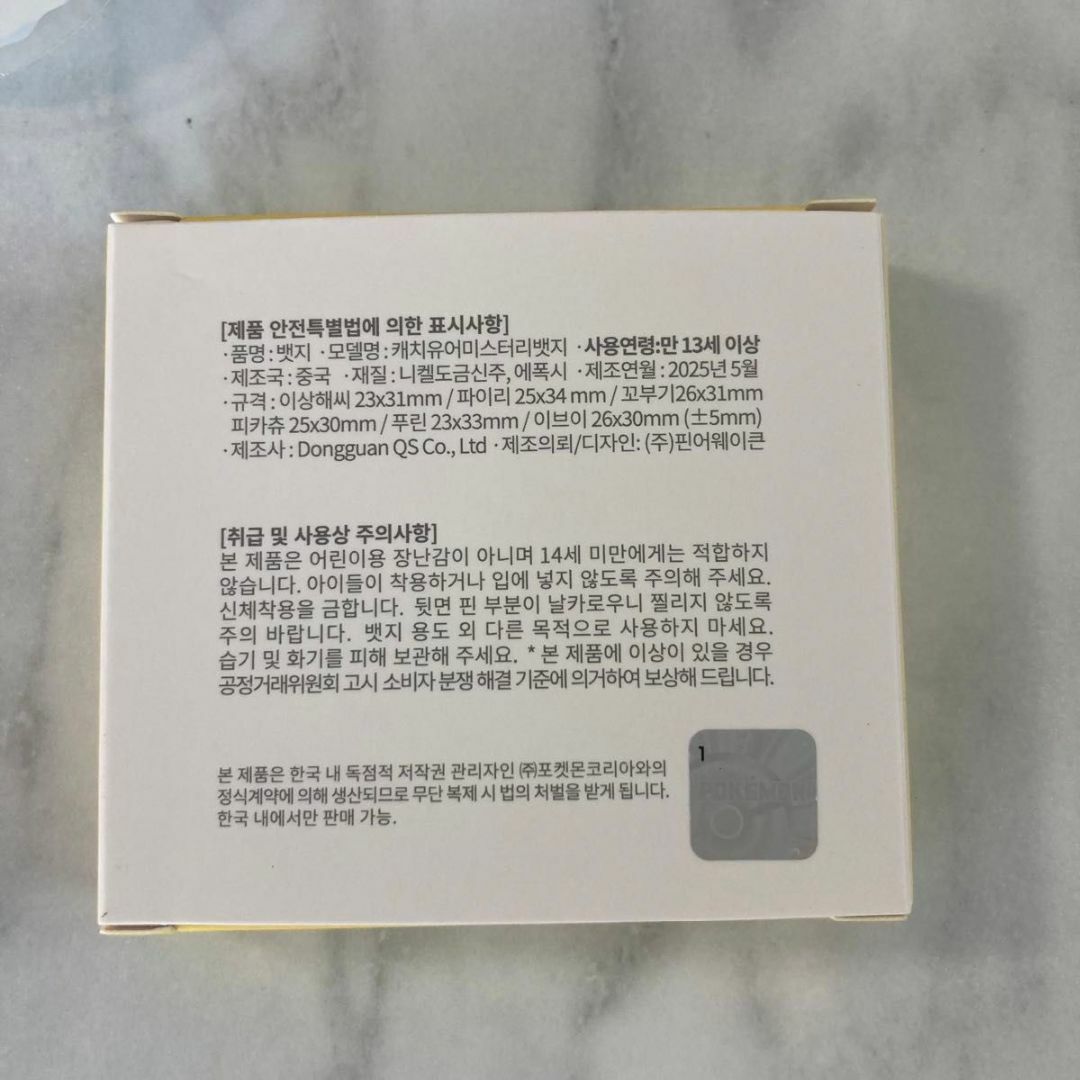 [제품 안전특별법에 의한 표시사항]
·품명 : 뱃지 ·모델명 : 캐치유어미스터리뱃지 ·사용연령:만 13세 이상
·제조국 : 중국 ·재질 : 니켈도금신주, 에폭시 ·제조연월 : 2025년 5월
·규격 : 이상해씨 23x31mm / 파이리 25x34 mm / 꼬부기26x31mm
피카츄 25x30mm / 푸린 23x33mm / 이브이 26x30mm (±5mm)
·제조사 : Dongguan QS Co., Ltd ·제조의뢰/디자인: (주)핀어웨이큰
[취급 및 사용상 주의사항]
본 제품은 어린이용 장난감이 아니며 14세 미만에게는 적합하지
않습니다. 아이들이 착용하거나 입에 넣지 않도록 주의해 주세요.
신체착용을 금합니다. 뒷면 핀 부분이 날카로우니 찔리지 않도록
주의 바랍니다. 뱃지 용도 외 다른 목적으로 사용하지 마세요.
습기 및 화기를 피해 보관해 주세요. * 본 제품에 이상이 있을 경우
공정거래위원회 고시 소비자 분쟁 해결 기준에 의거하여 보상해 드립니다.
본 제품은 한국 내 독점적 저작권 관리자인 ㈜포켓몬코리아와의
정식계약에 의해 생산되므로 무단 복제 시 법의 처벌을 받게 됩니다.
한국 내에서만 판매 가능.
1
POKEMON